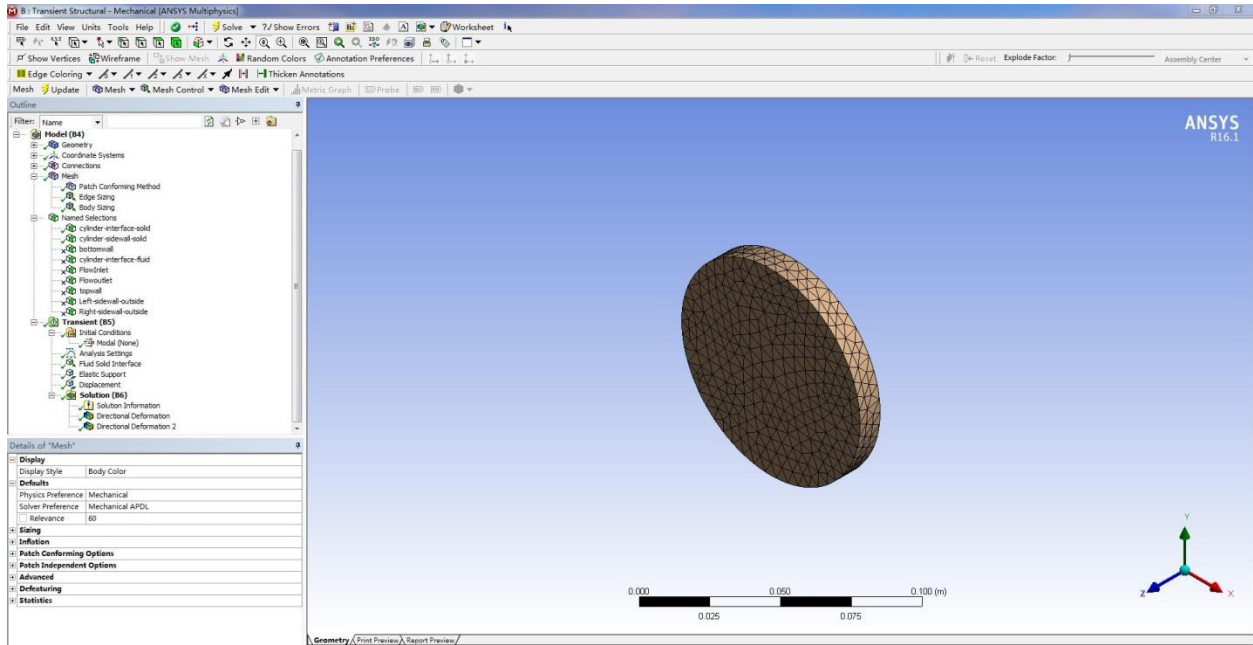 B : Transient Structural - Mechanical [ANSYS Multiphysics]
File Edit View Units Tools Help Solve ?/ Show Errors Worksheet
Show Vertices Wireframe Show Mesh Random Colors Annotation Preferences Reset Explode Factor: Assembly Center
Edge Coloring Thicken Annotations
Mesh Update Mesh Mesh Control Mesh Edit Metric Graph Probe
Outline
Filter: Name
Model (B4)
Geometry
Coordinate Systems
Connections
Mesh
Patch Conforming Method
Edge Sizing
Body Sizing
Named Selections
cylinder-interface-solid
cylinder-sidewall-solid
bottomwall
cylinder-interface-fluid
FlowInlet
Flowoutlet
topwall
Left-sidewall-outside
Right-sidewall-outside
Transient (B5)
Initial Conditions
Modal (None)
Analysis Settings
Fluid Solid Interface
Elastic Support
Displacement
Solution (B6)
Solution Information
Directional Deformation
Directional Deformation 2
Details of "Mesh"
Display
Display Style Body Color
Defaults
Physics Preference Mechanical
Solver Preference Mechanical APDL
Relevance 60
Sizing
Inflation
Patch Conforming Options
Patch Independent Options
Advanced
Defeaturing
Statistics
ANSYS
R16.1
Y
Z X
0.000 0.050 0.100 (m)
0.025 0.075
Geometry Print Preview Report Preview